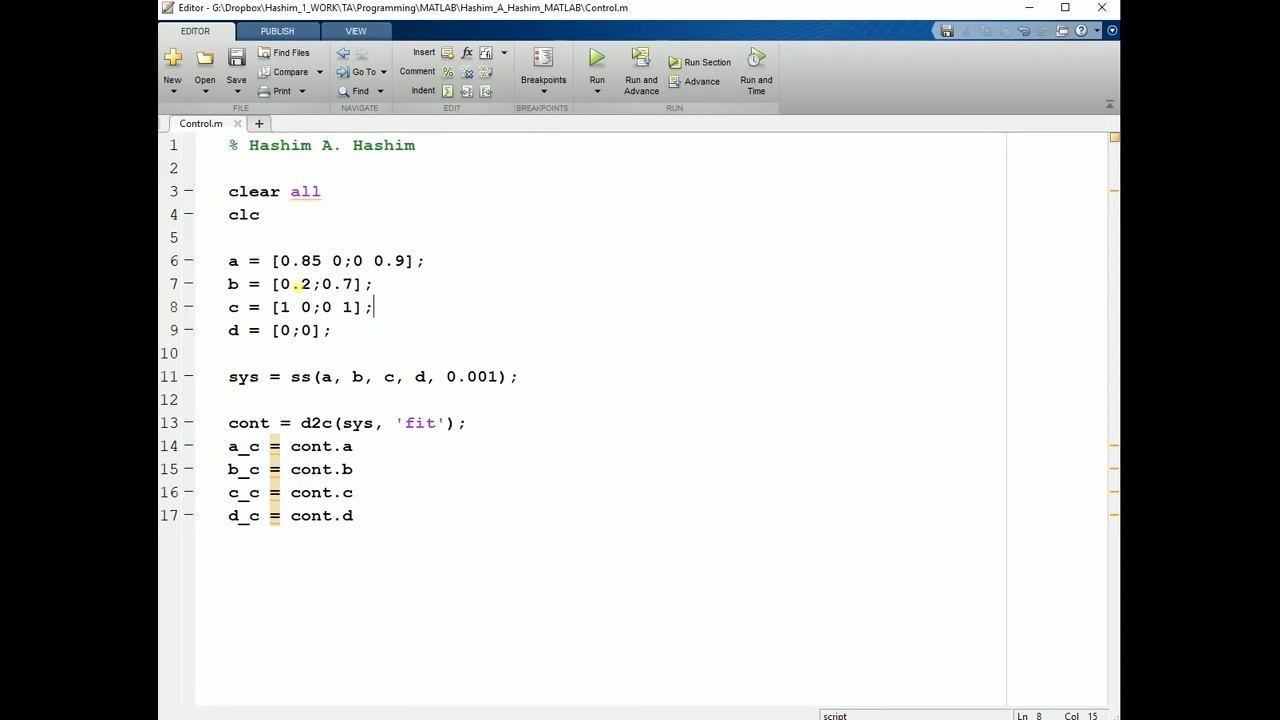 Editor - G:\Dropbox\Hashim_1_WORK\TA\Programming\MATLAB\Hashim_A_Hashim_MATLAB\Control.m
EDITOR PUBLISH VIEW
New Open Save Find Files Compare Print
FILE
Go To Find
NAVIGATE
Insert fx
Comment
Indent
EDIT
Breakpoints
BREAKPOINTS
Run Run and Advance Run Section Advance Run and Time
RUN
Control.m
1 % Hashim A. Hashim
2
3 clear all
4 clc
5
6 a = [0.85 0;0 0.9];
7 b = [0.2;0.7];
8 c = [1 0;0 1];
9 d = [0;0];
10
11 sys = ss(a, b, c, d, 0.001);
12
13 cont = d2c(sys, 'fit');
14 a_c = cont.a
15 b_c = cont.b
16 c_c = cont.c
17 d_c = cont.d
script Ln 8 Col 15